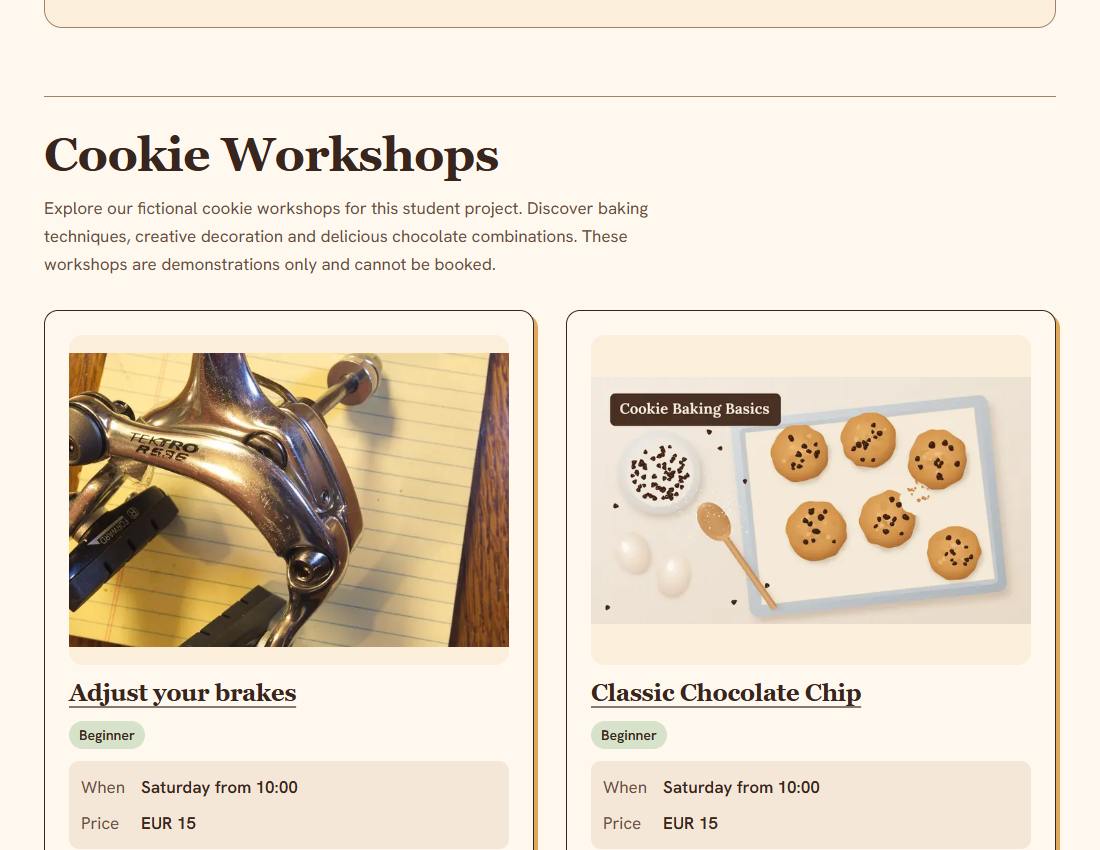 Cookie Workshops
Explore our fictional cookie workshops for this student project. Discover baking
techniques, creative decoration and delicious chocolate combinations. These
workshops are demonstrations only and cannot be booked.
TEKTRO
R536
FORWARD
Adjust your brakes
Beginner
When Saturday from 10:00
Price EUR 15
Cookie Baking Basics
Classic Chocolate Chip
Beginner
When Saturday from 10:00
Price EUR 15